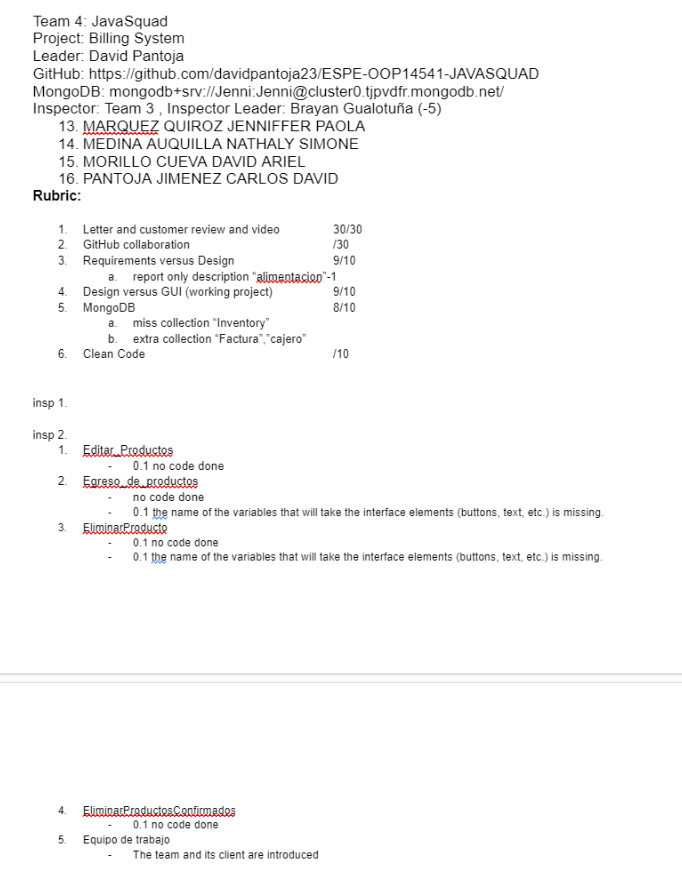 Team 4: JavaSquad
Project: Billing System
Leader: David Pantoja
GitHub: https://github.com/davidpantoja23/ESPE-OOP14541-JAVASQUAD
MongoDB: mongodb+srv://Jenni:Jenni@cluster0.tjpvdfr.mongodb.net/
Inspector: Team 3 , Inspector Leader: Brayan Gualotuña (-5)
13. MARQUEZ QUIROZ JENNIFFER PAOLA
14. MEDINA AUQUILLA NATHALY SIMONE
15. MORILLO CUEVA DAVID ARIEL
16. PANTOJA JIMENEZ CARLOS DAVID
Rubric:
1. Letter and customer review and video 30/30
2. GitHub collaboration /30
3. Requirements versus Design 9/10
a. report only description "alimentacion"-1
4. Design versus GUI (working project) 9/10
5. MongoDB 8/10
a. miss collection "Inventory"
b. extra collection "Factura","cajero"
6. Clean Code /10
insp 1.
insp 2.
1. Editar_Productos
- 0.1 no code done
2. Egreso_de_productos
- no code done
- 0.1 the name of the variables that will take the interface elements (buttons, text, etc.) is missing.
3. EliminarProducto
- 0.1 no code done
- 0.1 the name of the variables that will take the interface elements (buttons, text, etc.) is missing.
4. EliminarProductosConfirmados
- 0.1 no code done
5. Equipo de trabajo
- The team and its client are introduced